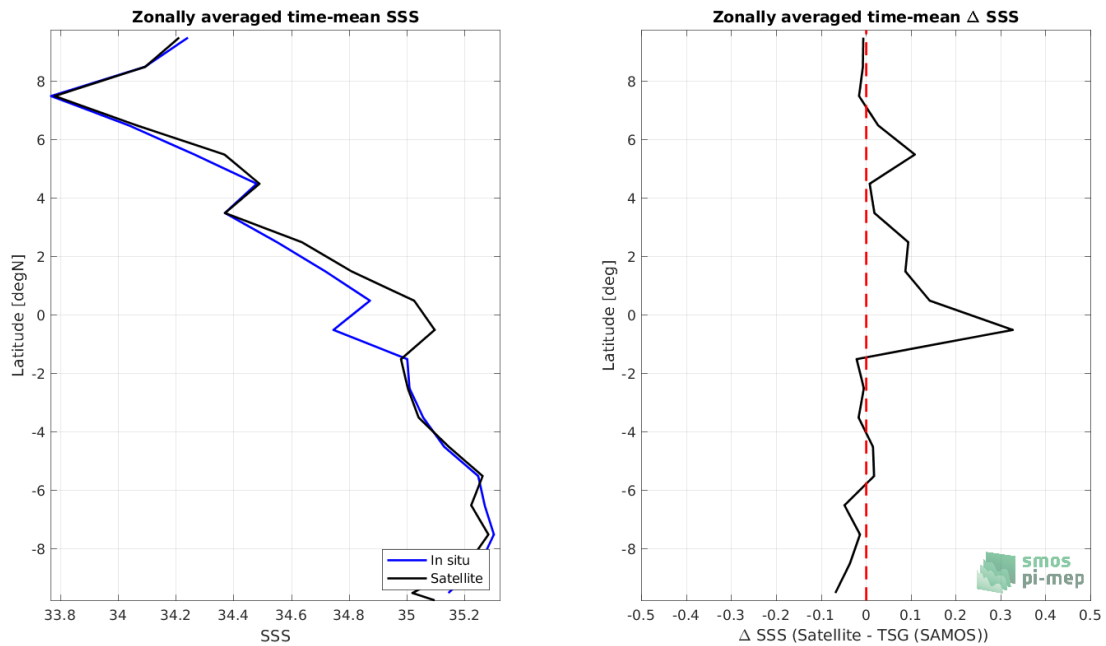 Zonally averaged time-mean SSS
Latitude [degN]
8
6
4
2
0
-2
-4
-6
-8
33.8 34 34.2 34.4 34.6 34.8 35 35.2
SSS
In situ
Satellite
Zonally averaged time-mean Δ SSS
Latitude [deg]
8
6
4
2
0
-2
-4
-6
-8
-0.5 -0.4 -0.3 -0.2 -0.1 0 0.1 0.2 0.3 0.4 0.5
Δ SSS (Satellite - TSG (SAMOS))
smos
pi-mep